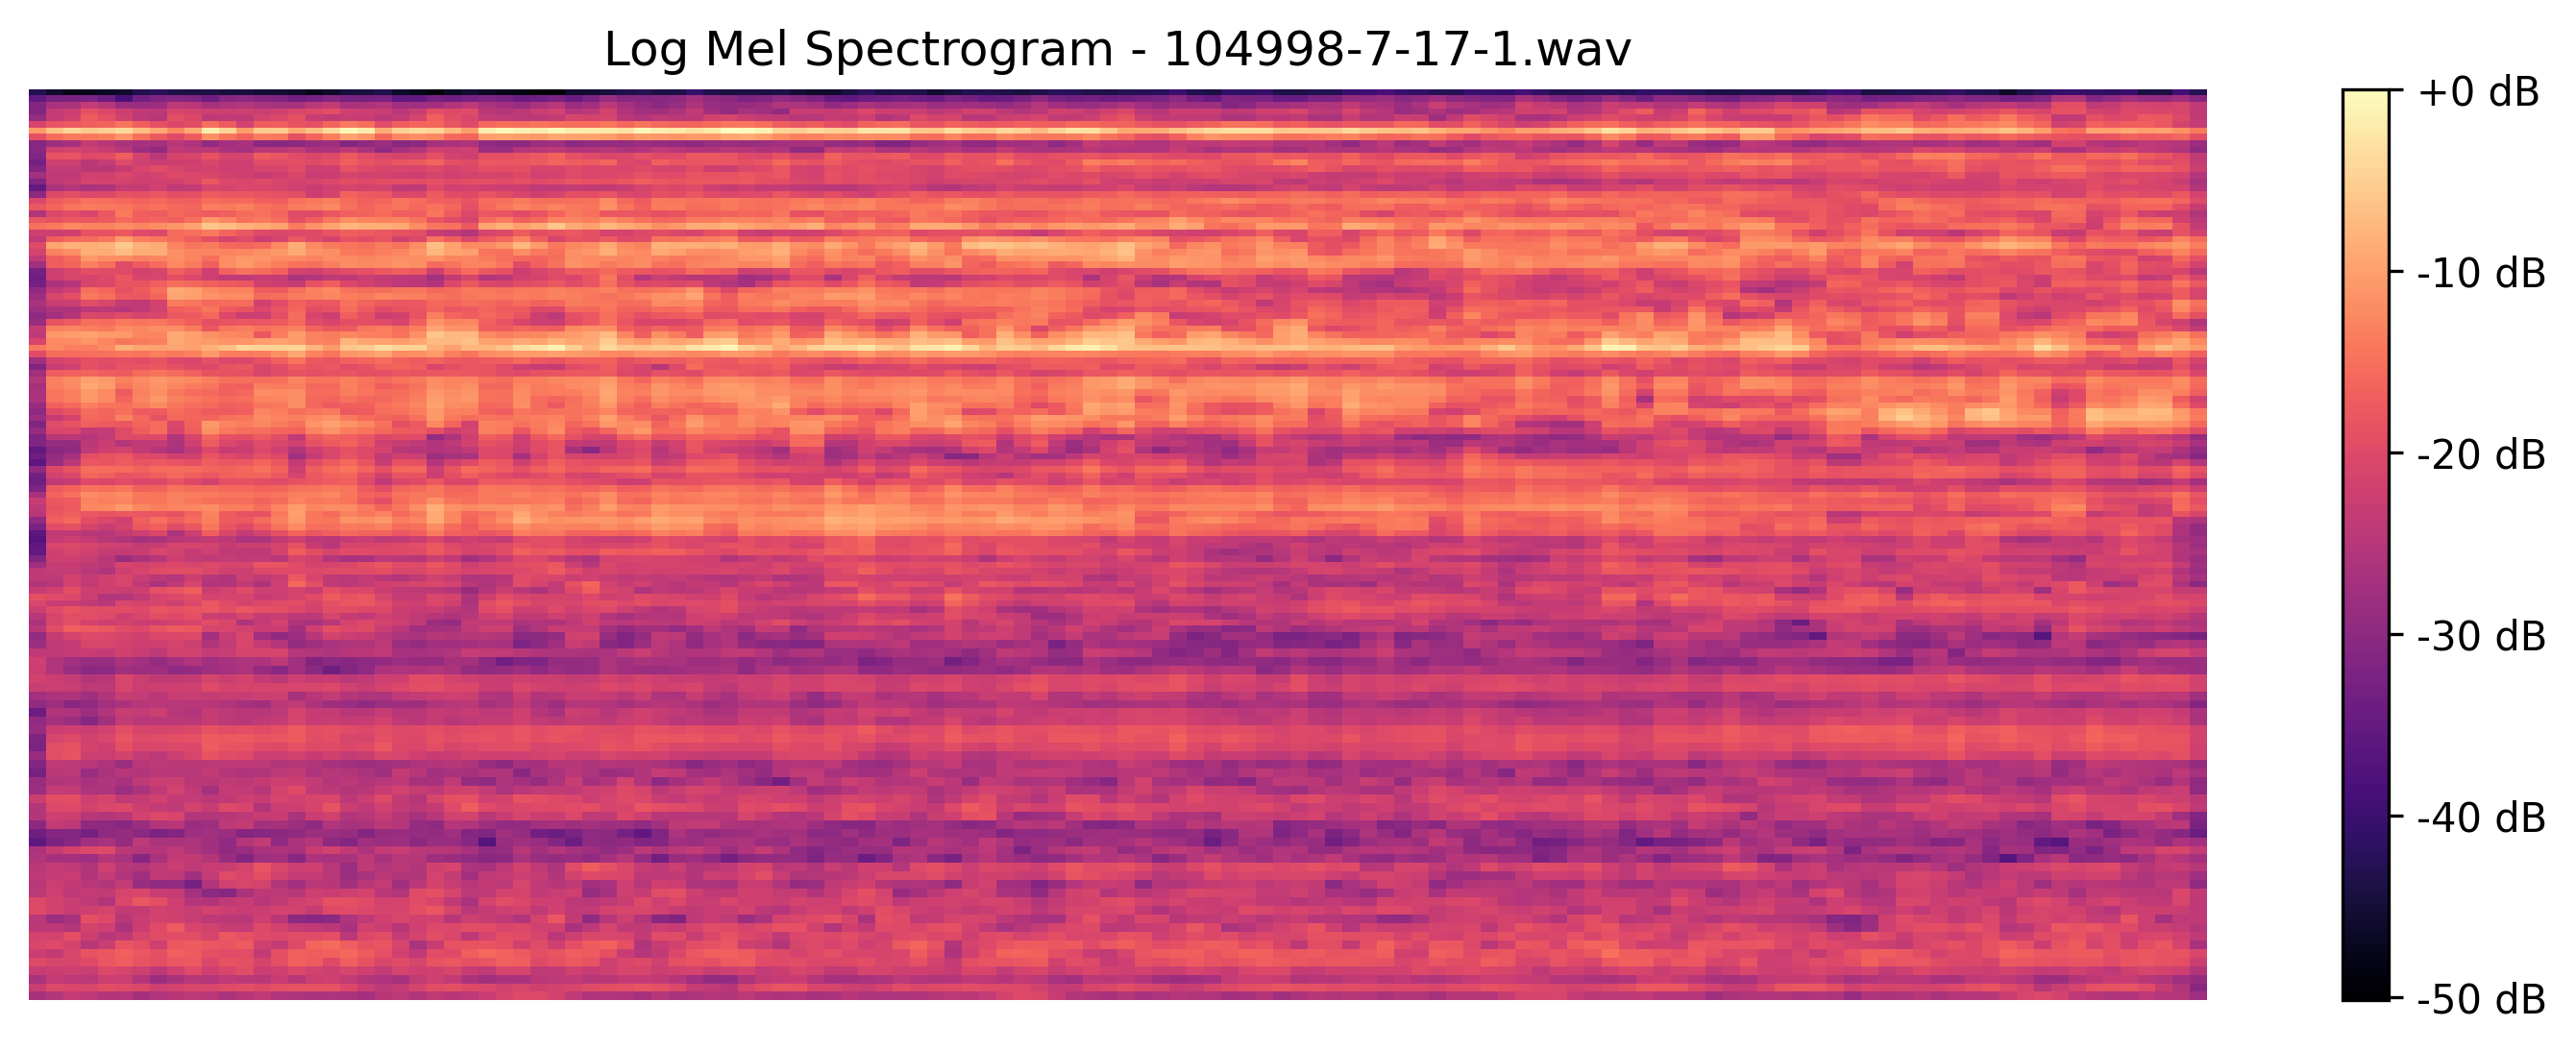 Log Mel Spectrogram - 104998-7-17-1.wav
+0 dB
-10 dB
-20 dB
-30 dB
-40 dB
-50 dB